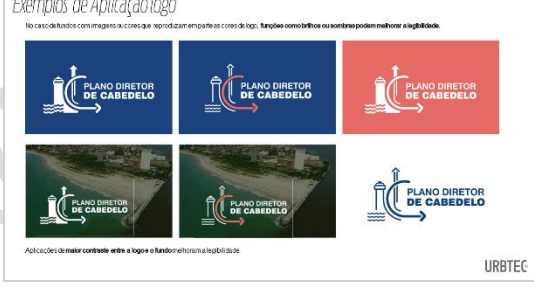 Exemplos de Aplicação logo
No caso de fundos com imagens ou cores que reproduzam em parte as cores da logo, funções como brilhos ou sombras podem melhorar a legibilidade.
PLANO DIRETOR
DE CABEDELO
PLANO DIRETOR
DE CABEDELO
PLANO DIRETOR
DE CABEDELO
PLANO DIRETOR
DE CABEDELO
PLANO DIRETOR
DE CABEDELO
PLANO DIRETOR
DE CABEDELO
Aplicações de maior contraste entre a logo e o fundo melhoram a legibilidade.
URBTEC